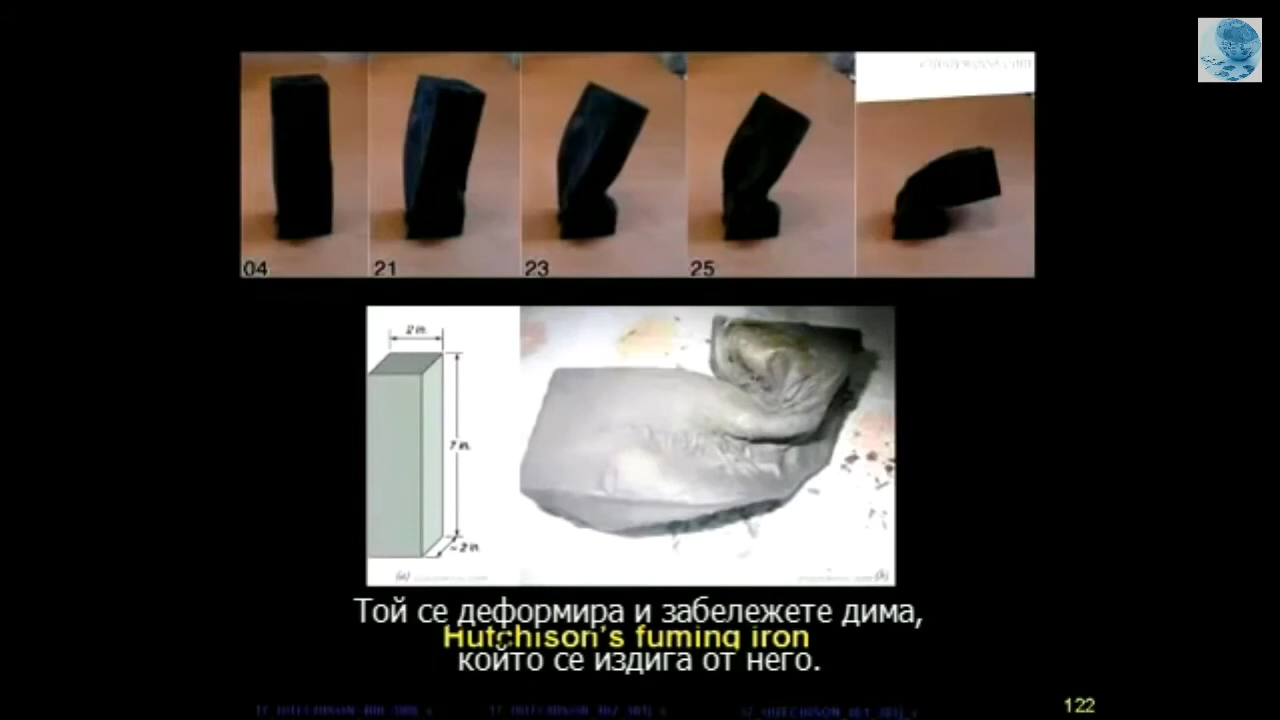 04 21 23 25
2 in.
7 in.
~2 in.
(a) (b)
Той се деформира и забележете дима,
Hutchison's fuming iron
който се издига от него.
122